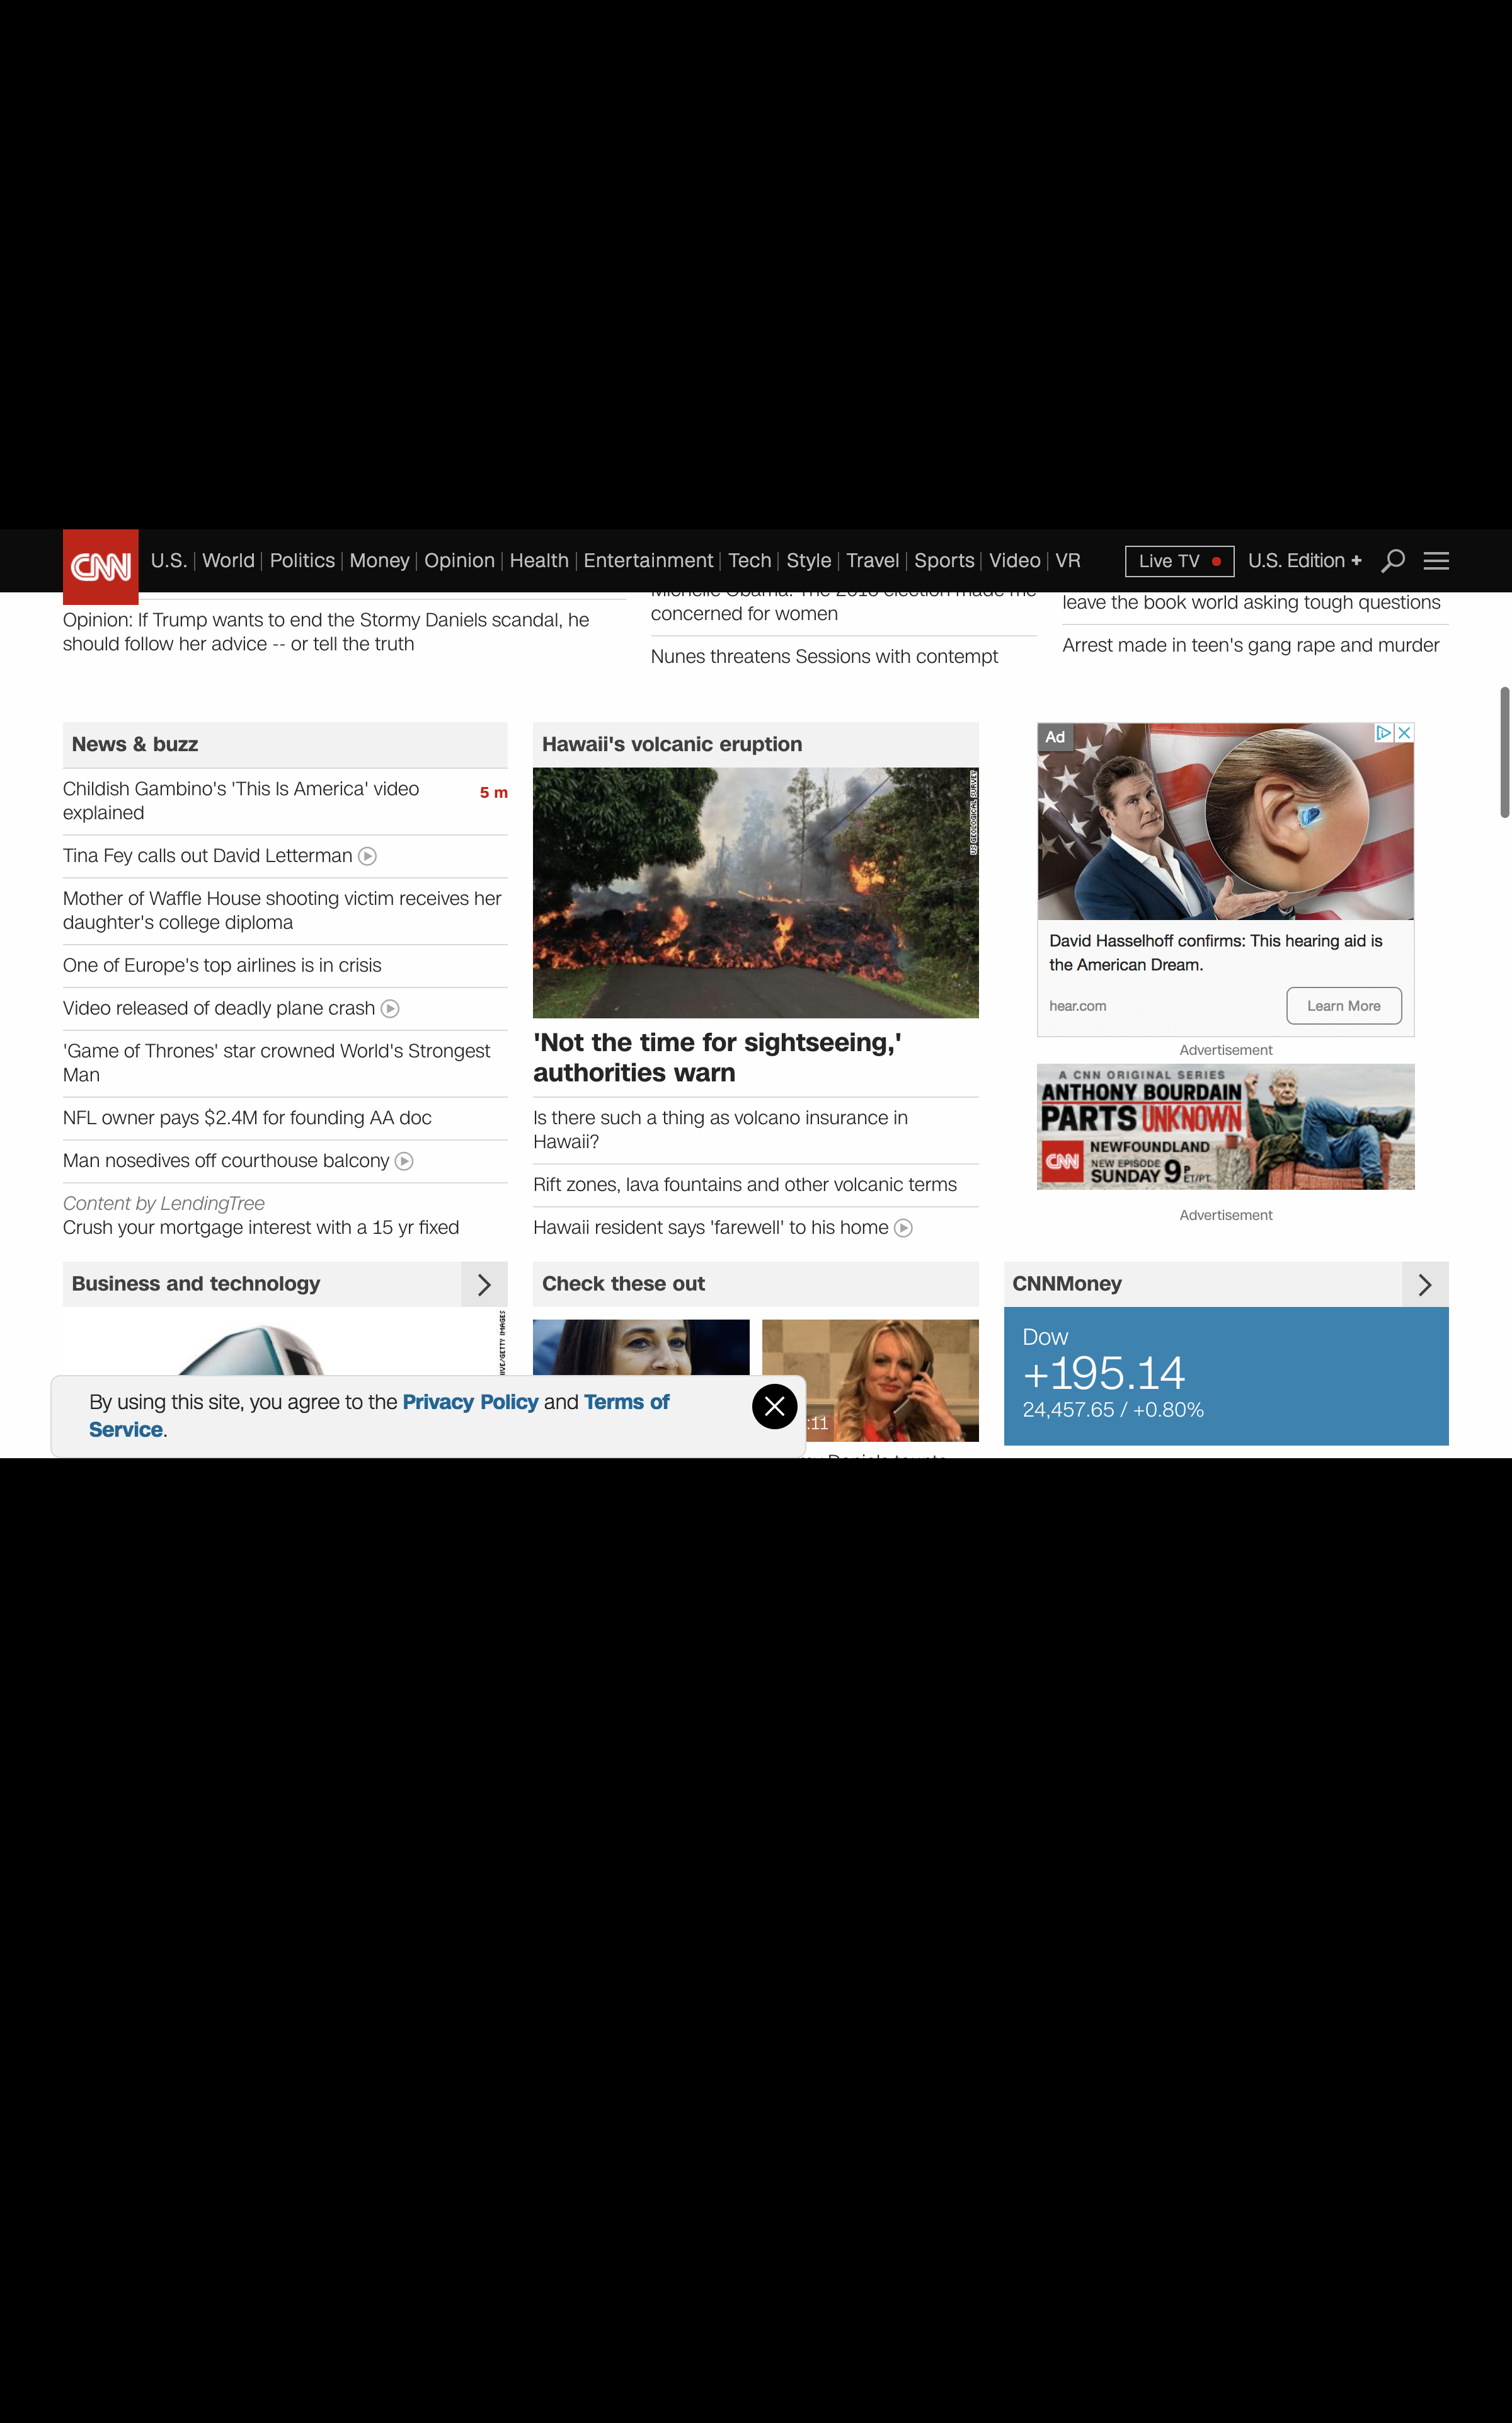 CNN
U.S.
World
Politics
Money
Opinion
Health
Entertainment
Tech
Style
Travel
Sports
Video
VR
Live TV
U.S. Edition +
Opinion: If Trump wants to end the Stormy Daniels scandal, he
should follow her advice -- or tell the truth
Michelle Obama: The 2016 election made me
concerned for women
Nunes threatens Sessions with contempt
leave the book world asking tough questions
Arrest made in teen's gang rape and murder
News & buzz
Childish Gambino's 'This Is America' video
explained
5 m
Tina Fey calls out David Letterman
Mother of Waffle House shooting victim receives her
daughter's college diploma
One of Europe's top airlines is in crisis
Video released of deadly plane crash
'Game of Thrones' star crowned World's Strongest
Man
NFL owner pays $2.4M for founding AA doc
Man nosedives off courthouse balcony
Content by LendingTree
Crush your mortgage interest with a 15 yr fixed
Hawaii's volcanic eruption
US GEOLOGICAL SURVEY
'Not the time for sightseeing,'
authorities warn
Is there such a thing as volcano insurance in
Hawaii?
Rift zones, lava fountains and other volcanic terms
Hawaii resident says 'farewell' to his home
Ad
David Hasselhoff confirms: This hearing aid is
the American Dream.
hear.com
Learn More
Advertisement
A CNN ORIGINAL SERIES
ANTHONY BOURDAIN
PARTS UNKNOWN
CNN
NEWFOUNDLAND
NEW EPISODE
SUNDAY 9P ET/PT
Advertisement
Business and technology
HIVE/GETTY IMAGES
Check these out
:11
CNNMoney
Dow
+195.14
24,457.65 / +0.80%
By using this site, you agree to the Privacy Policy and Terms of
Service.